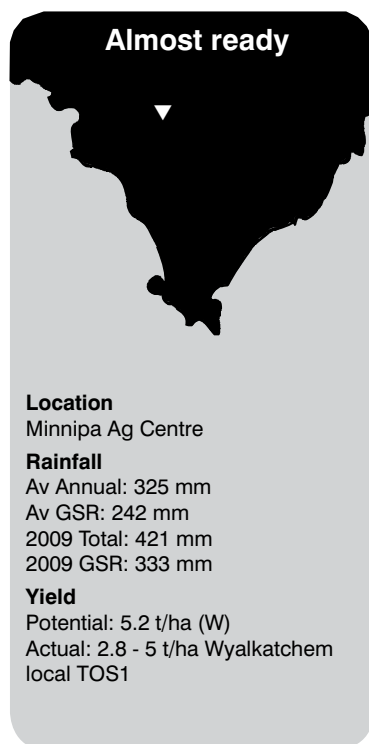 Almost ready
Location
Minnipa Ag Centre
Rainfall
Av Annual: 325 mm
Av GSR: 242 mm
2009 Total: 421 mm
2009 GSR: 333 mm
Yield
Potential: 5.2 t/ha (W)
Actual: 2.8 - 5 t/ha Wyalkatchem
local TOS1